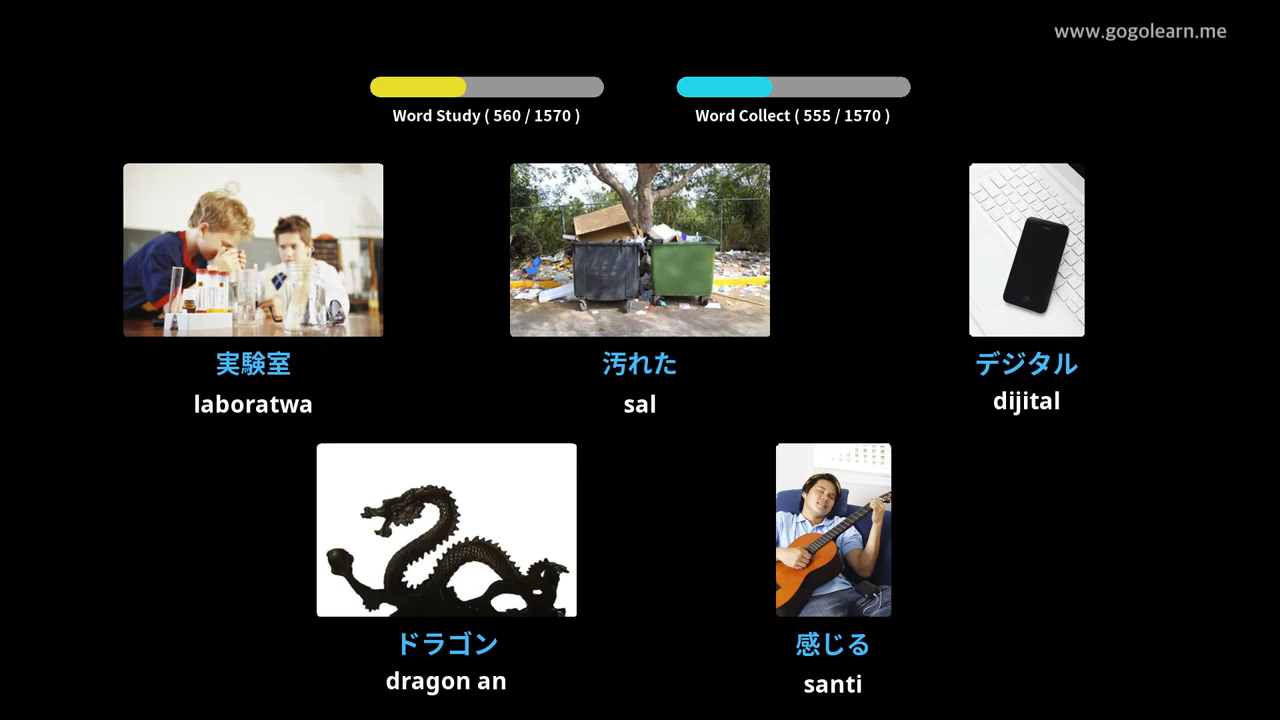 www.gogolearn.me
Word Study ( 560 / 1570 )
Word Collect ( 555 / 1570 )
実験室
laboratwa
汚れた
sal
デジタル
dijital
ドラゴン
dragon an
感じる
santi